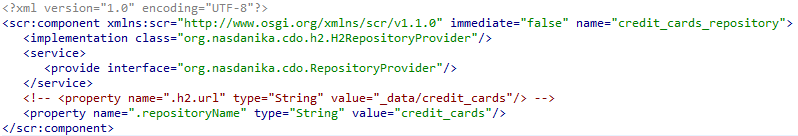 <?xml version="1.0" encoding="UTF-8"?>
<scr:component xmlns:scr="http://www.osgi.org/xmlns/scr/v1.1.0" immediate="false" name="credit_cards_repository">
<implementation class="org.nasdanika.cdo.h2.H2RepositoryProvider"/>
<service>
<provide interface="org.nasdanika.cdo.RepositoryProvider"/>
</service>
<!-- <property name=".h2.url" type="String" value="_data/credit_cards"/> -->
<property name=".repositoryName" type="String" value="credit_cards"/>
</scr:component>